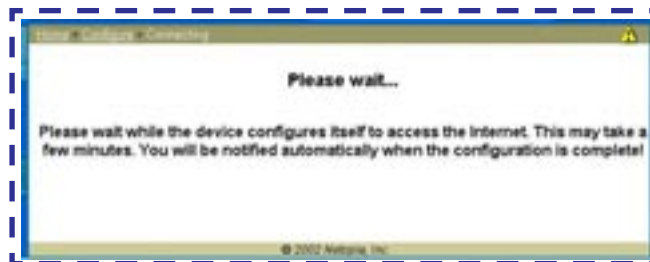 Home » Configure » Connecting
Please wait...
Please wait while the device configures itself to access the Internet. This may take a
few minutes. You will be notified automatically when the configuration is complete!
© 2002 Netopia, Inc.